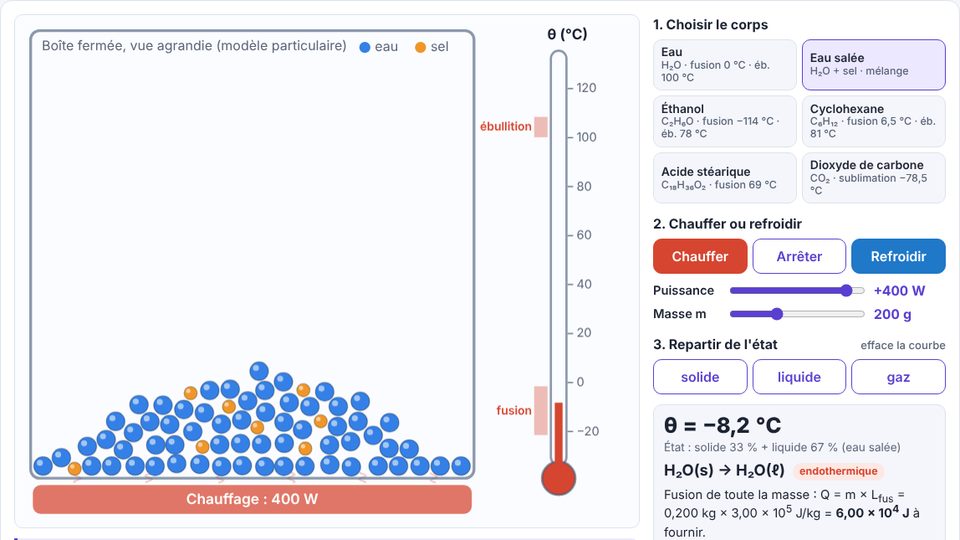 Boîte fermée, vue agrandie (modèle particulaire) eau sel
θ (°C)
120
100
80
60
40
20
0
−20
ébullition
fusion
Chauffage : 400 W
1. Choisir le corps
Eau
H₂O · fusion 0 °C · éb.
100 °C
Eau salée
H₂O + sel · mélange
Éthanol
C₂H₆O · fusion −114 °C ·
éb. 78 °C
Cyclohexane
C₆H₁₂ · fusion 6,5 °C · éb.
81 °C
Acide stéarique
C₁₈H₃₆O₂ · fusion 69 °C
Dioxyde de carbone
CO₂ · sublimation −78,5
°C
2. Chauffer ou refroidir
Chauffer
Arrêter
Refroidir
Puissance +400 W
Masse m 200 g
3. Repartir de l'état efface la courbe
solide
liquide
gaz
θ = −8,2 °C
État : solide 33 % + liquide 67 % (eau salée)
H₂O(s) → H₂O(ℓ) endothermique
Fusion de toute la masse : Q = m × L_fus =
0,200 kg × 3,00 × 10⁵ J/kg = 6,00 × 10⁴ J à
fournir.